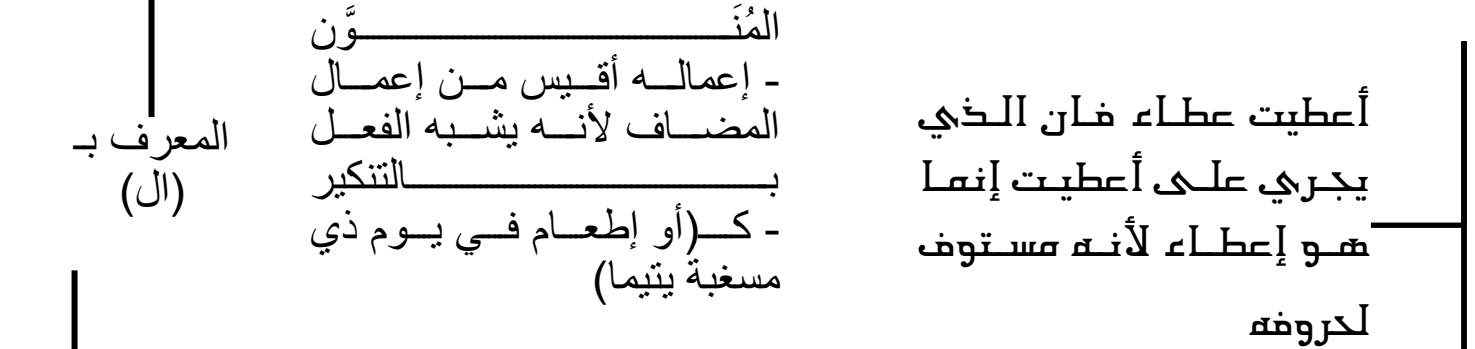 أعطيت عطاء فان الذي
يجري على أعطيت إنما
هو إعطاء لأنه مستوف
لحروفه
المُنَوَّن
- إعماله أقيس من إعمال
المضاف لأنه يشبه الفعل
بالتنكير
- كـ(أو إطعام في يوم ذي
مسغبة يتيما)
المعرف بـ
(ال)